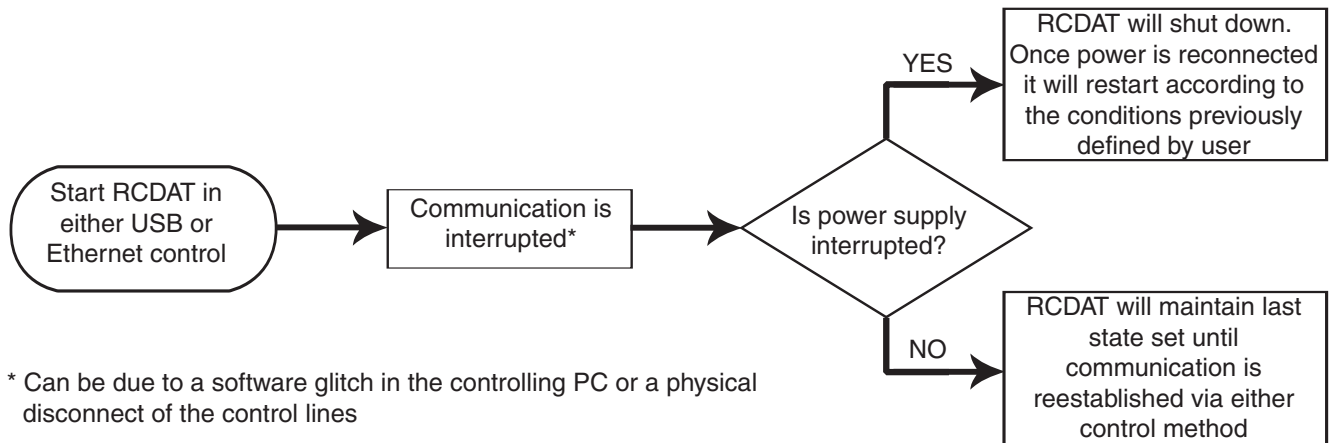 Start RCDAT in
either USB or
Ethernet control
Communication is
interrupted*
Is power supply
interrupted?
YES
RCDAT will shut down.
Once power is reconnected
it will restart according to
the conditions previously
defined by user
NO
RCDAT will maintain last
state set until
communication is
reestablished via either
control method
* Can be due to a software glitch in the controlling PC or a physical
disconnect of the control lines